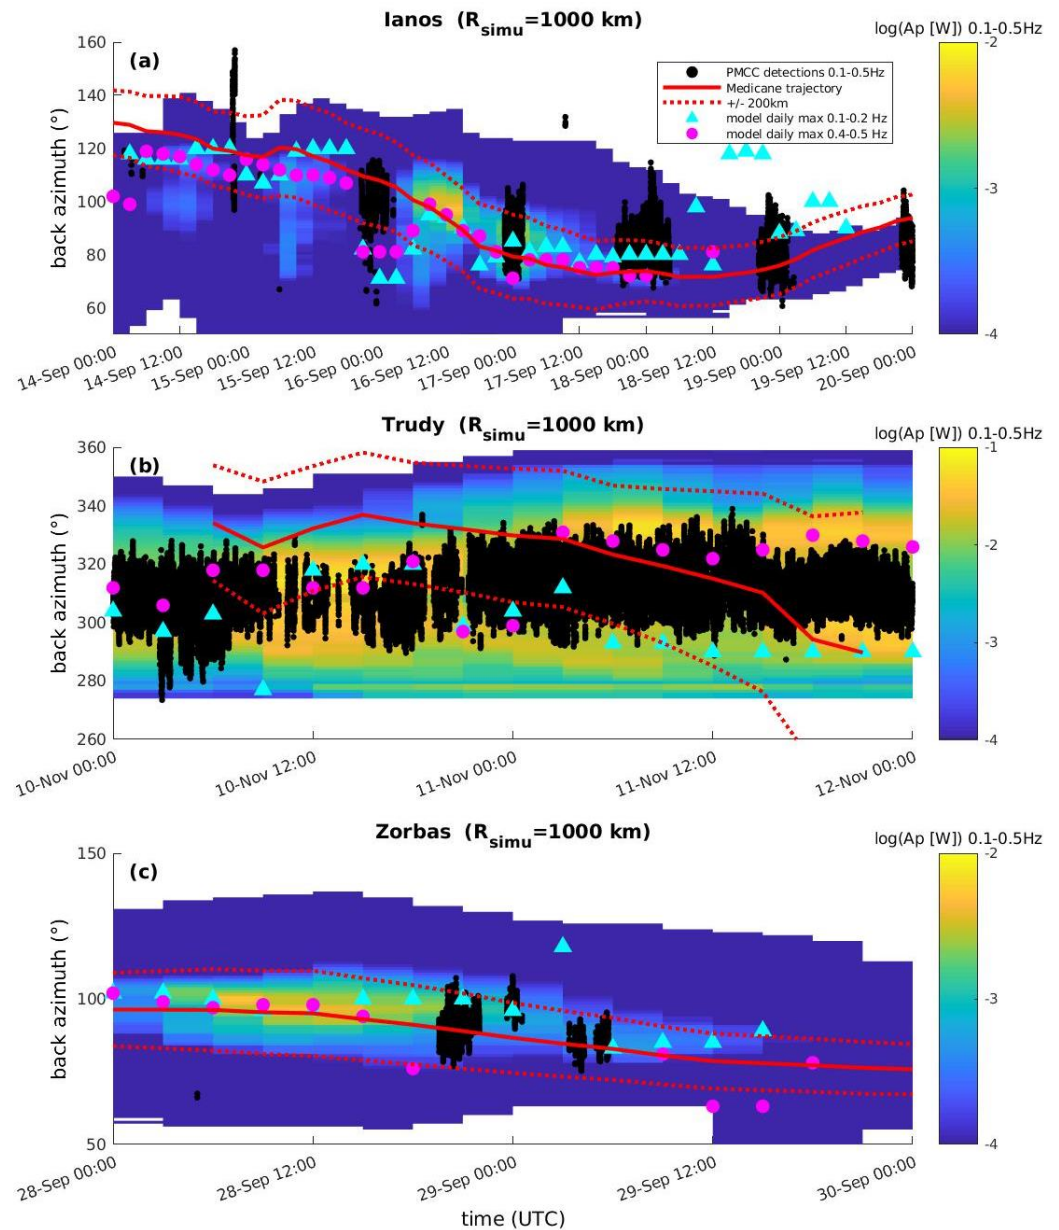 Ianos (R_simu=1000 km)
log(Ap [W]) 0.1-0.5Hz
(a)
PMCC detections 0.1-0.5Hz
Medicane trajectory
+/- 200km
model daily max 0.1-0.2 Hz
model daily max 0.4-0.5 Hz
back azimuth (°)
160
140
120
100
80
60
-2
-3
-4
14-Sep 00:00
14-Sep 12:00
15-Sep 00:00
15-Sep 12:00
16-Sep 00:00
16-Sep 12:00
17-Sep 00:00
17-Sep 12:00
18-Sep 00:00
18-Sep 12:00
19-Sep 00:00
19-Sep 12:00
20-Sep 00:00
Trudy (R_simu=1000 km)
log(Ap [W]) 0.1-0.5Hz
(b)
back azimuth (°)
360
340
320
300
280
260
-1
-2
-3
-4
10-Nov 00:00
10-Nov 12:00
11-Nov 00:00
11-Nov 12:00
12-Nov 00:00
Zorbas (R_simu=1000 km)
log(Ap [W]) 0.1-0.5Hz
(c)
back azimuth (°)
150
100
50
-2
-3
-4
28-Sep 00:00
28-Sep 12:00
29-Sep 00:00
29-Sep 12:00
30-Sep 00:00
time (UTC)